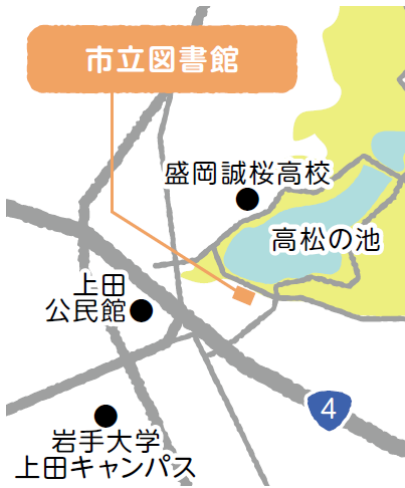 市立図書館
盛岡誠桜高校
高松の池
上田
公民館
4
岩手大学
上田キャンパス